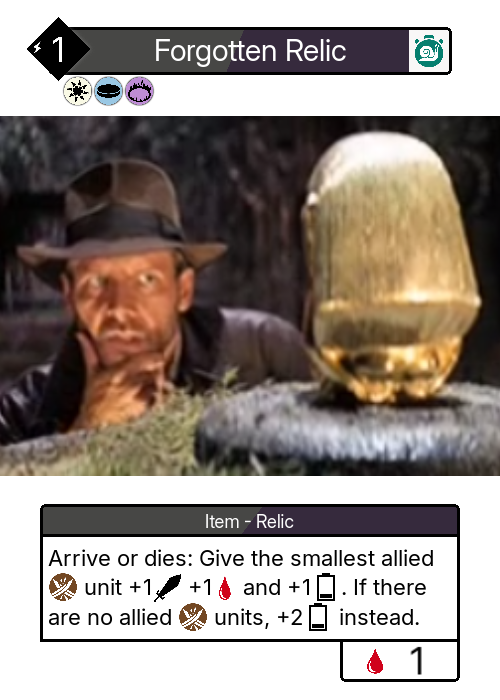 1 Forgotten Relic
Item - Relic
Arrive or dies: Give the smallest allied
unit +1 +1 and +1 . If there
are no allied units, +2 instead.
1